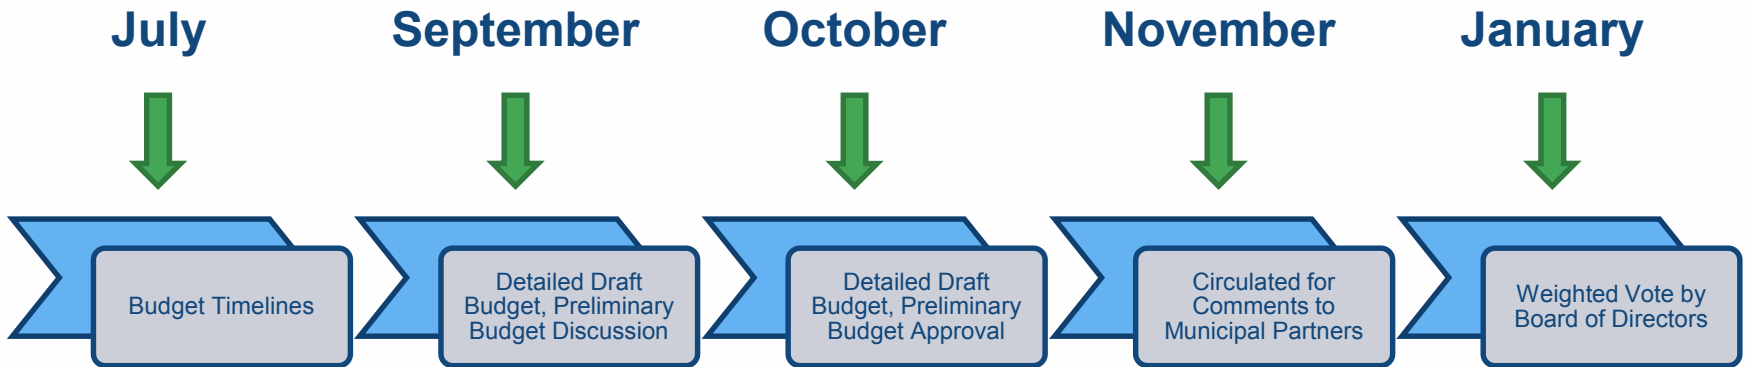 July
September
October
November
January
Budget Timelines
Detailed Draft
Budget, Preliminary
Budget Discussion
Detailed Draft
Budget, Preliminary
Budget Approval
Circulated for
Comments to
Municipal Partners
Weighted Vote by
Board of Directors